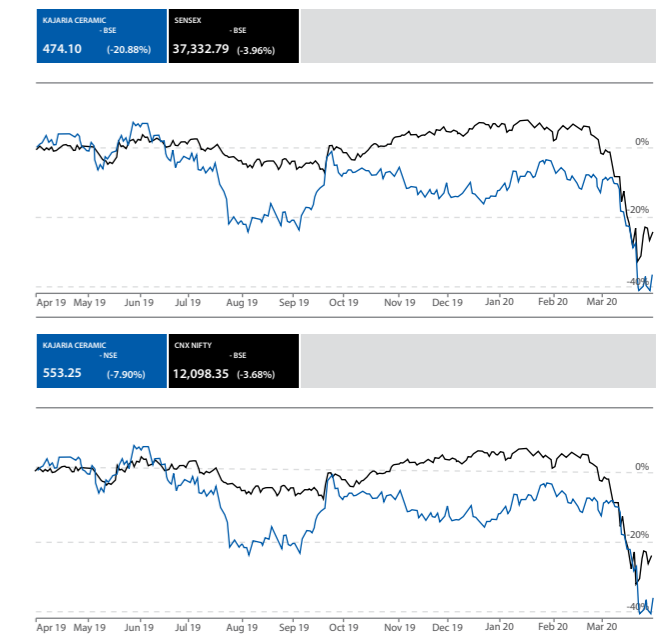 KAJARIA CERAMIC
- BSE
474.10 (-20.88%)
SENSEX
- BSE
37,332.79 (-3.96%)
0%
-20%
-40%
Apr 19 May 19 Jun 19 Jul 19 Aug 19 Sep 19 Oct 19 Nov 19 Dec 19 Jan 20 Feb 20 Mar 20
KAJARIA CERAMIC
- NSE
553.25 (-7.90%)
CNX NIFTY
- BSE
12,098.35 (-3.68%)
0%
-20%
-40%
Apr 19 May 19 Jun 19 Jul 19 Aug 19 Sep 19 Oct 19 Nov 19 Dec 19 Jan 20 Feb 20 Mar 20